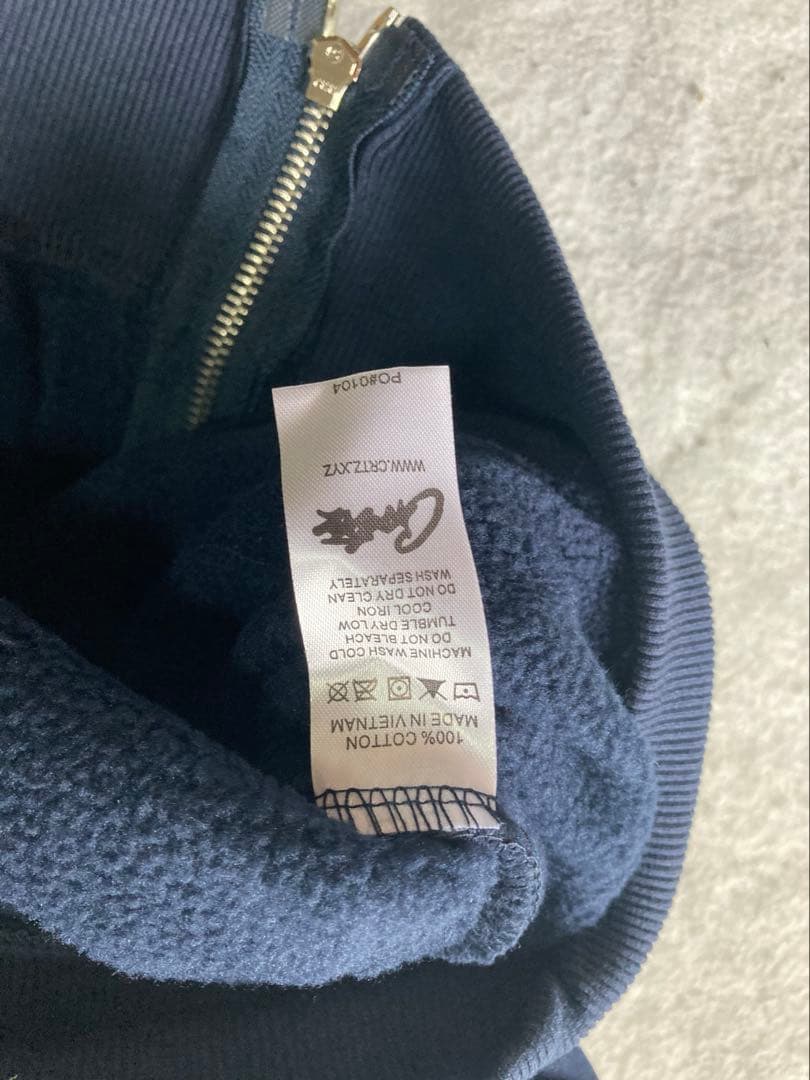 100% COTTON
MADE IN VIETNAM
MACHINE WASH COLD
DO NOT BLEACH
TUMBLE DRY LOW
COOL IRON
DO NOT DRY CLEAN
WASH SEPARATELY
WWW.CRTZ.XYZ
PO#0104